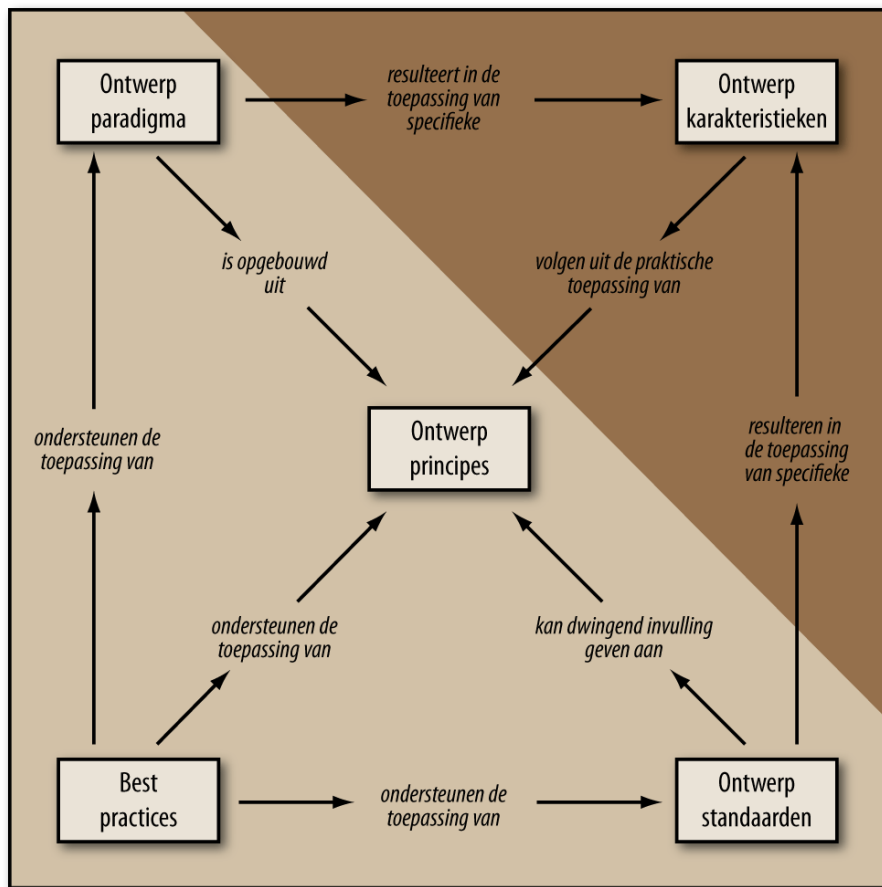 Ontwerp
paradigma
resulteert in de
toepassing van
specifieke
Ontwerp
karakteristieken
is opgebouwd
uit
volgen uit de praktische
toepassing van
ondersteunen de
toepassing van
Ontwerp
principes
resulteren in
de toepassing
van specifieke
ondersteunen de
toepassing van
kan dwingend invulling
geven aan
Best
practices
ondersteunen de
toepassing van
Ontwerp
standaarden